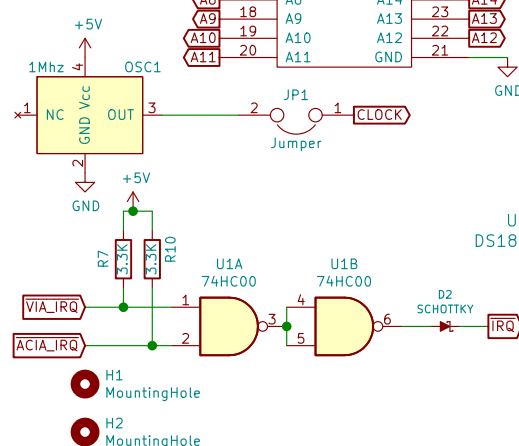 A8
18
A9
A9
19
A10
A10
20
A11
A11
A14
A14
A13
23
A13
A12
22
A12
GND
21
GND
+5V
4
1Mhz
OSC1
1
NC
GND Vcc
OUT
3
2
GND
JP1
2
1
CLOCK
Jumper
+5V
R7
3.3K
3.3K
R10
U
DS18
U1A
74HC00
U1B
74HC00
VIA_IRQ
1
ACIA_IRQ
2
3
4
5
6
D2
SCHOTTKY
IRQ
H1
MountingHole
H2
MountingHole